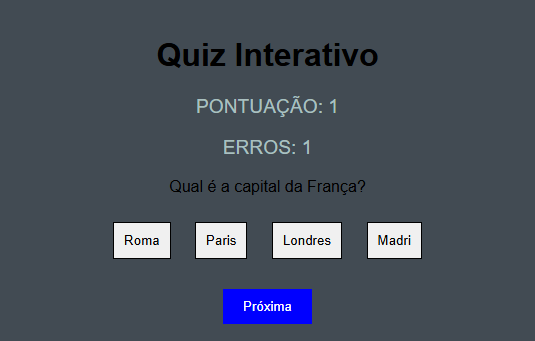 Quiz Interativo
PONTUAÇÃO: 1
ERROS: 1
Qual é a capital da França?
Roma Paris Londres Madri
Próxima